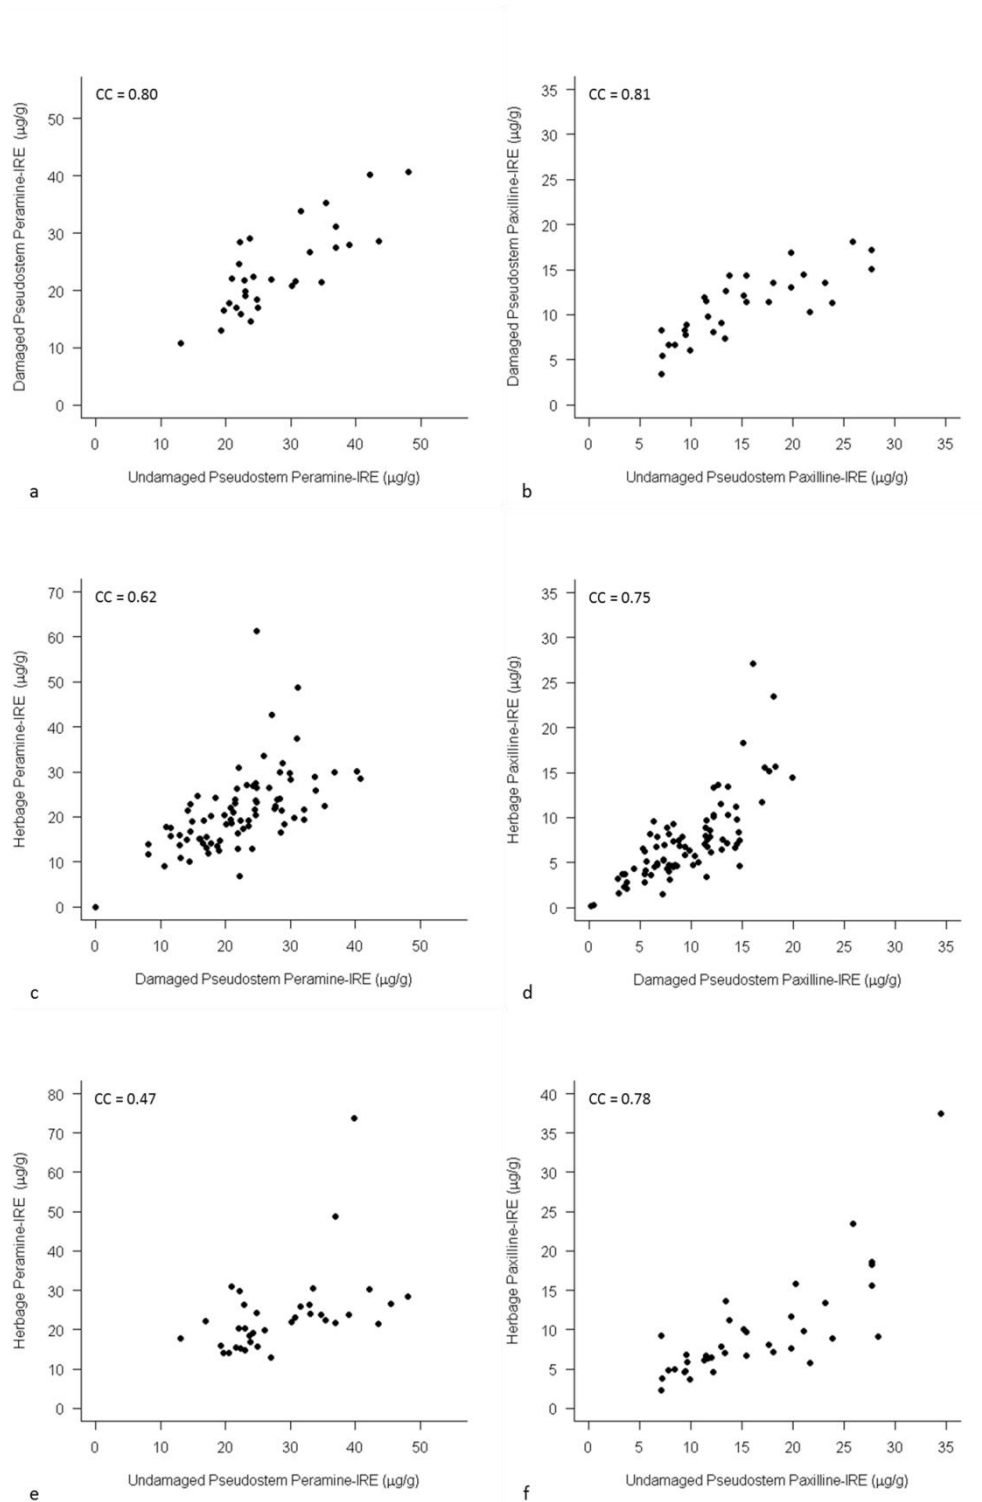 CC = 0.80
Damaged Pseudostem Peramine-IRE (µg/g)
50
40
30
20
10
0
0 10 20 30 40 50
Undamaged Pseudostem Peramine-IRE (µg/g)
a
CC = 0.81
Damaged Pseudostem Paxilline-IRE (µg/g)
35
30
25
20
15
10
5
0
0 5 10 15 20 25 30 35
Undamaged Pseudostem Paxilline-IRE (µg/g)
b
CC = 0.62
Herbage Peramine-IRE (µg/g)
70
60
50
40
30
20
10
0
0 10 20 30 40 50
Damaged Pseudostem Peramine-IRE (µg/g)
c
CC = 0.75
Herbage Paxilline-IRE (µg/g)
35
30
25
20
15
10
5
0
0 5 10 15 20 25 30 35
Damaged Pseudostem Paxilline-IRE (µg/g)
d
CC = 0.47
Herbage Peramine-IRE (µg/g)
80
70
60
50
40
30
20
10
0
0 10 20 30 40 50
Undamaged Pseudostem Peramine-IRE (µg/g)
e
CC = 0.78
Herbage Paxilline-IRE (µg/g)
40
35
30
25
20
15
10
5
0
0 5 10 15 20 25 30 35
Undamaged Pseudostem Paxilline-IRE (µg/g)
f